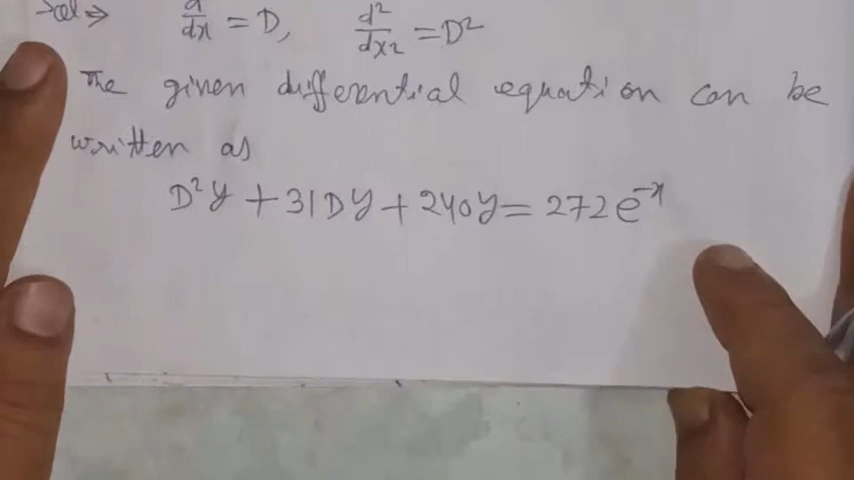 Sol ⇒ d/dx = D, d²/dx² = D²
The given differential equation can be
written as
D²y + 31Dy + 240y = 272e⁻ˣ